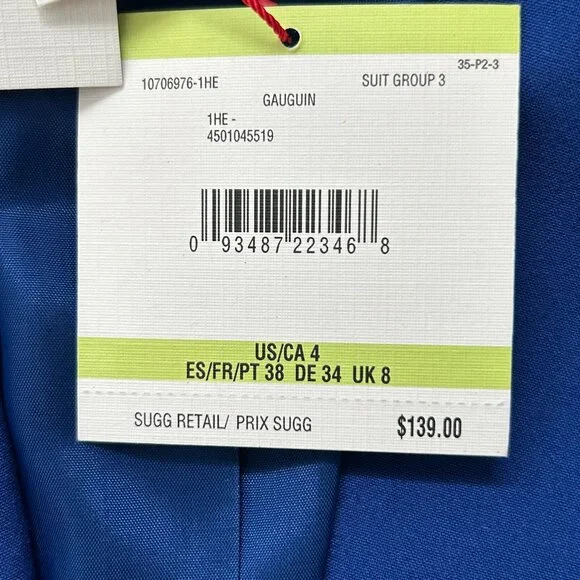 35-P2-3
10706976-1HE SUIT GROUP 3
GAUGUIN
1HE -
4501045519
0 93487 22346 8
US/CA 4
ES/FR/PT 38 DE 34 UK 8
SUGG RETAIL/ PRIX SUGG $139.00